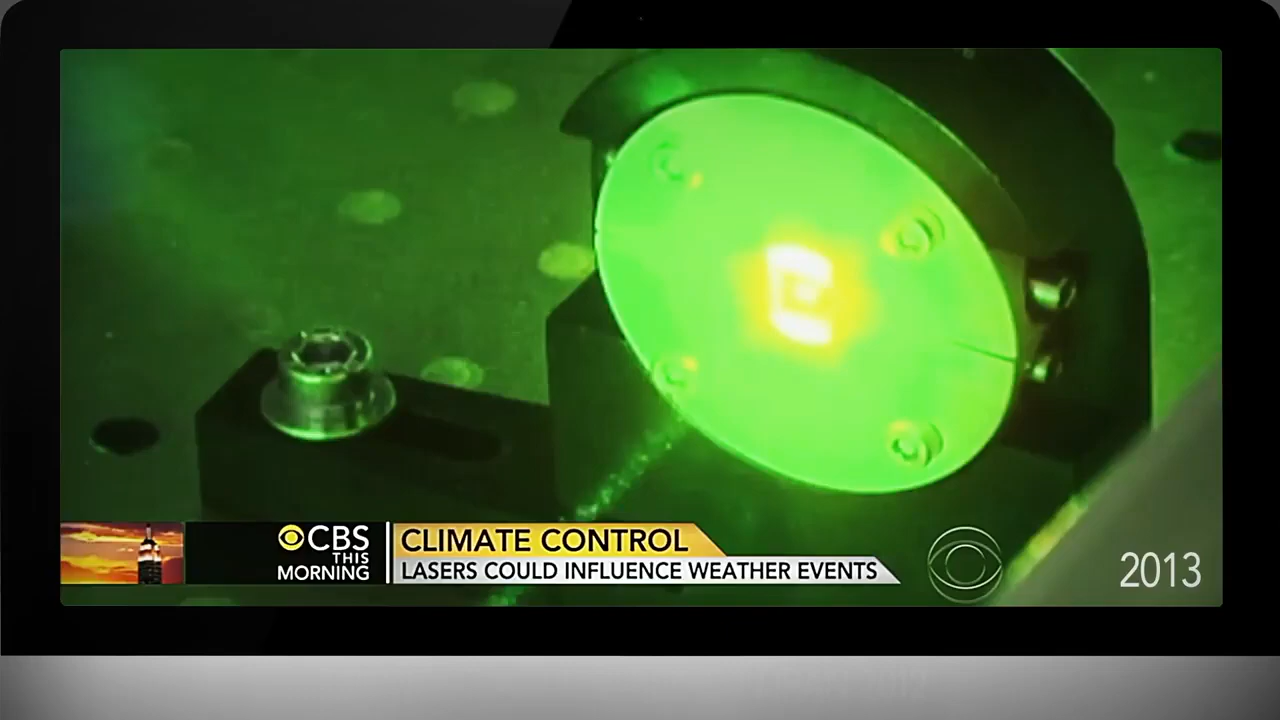 CBS
THIS
MORNING
CLIMATE CONTROL
LASERS COULD INFLUENCE WEATHER EVENTS
2013